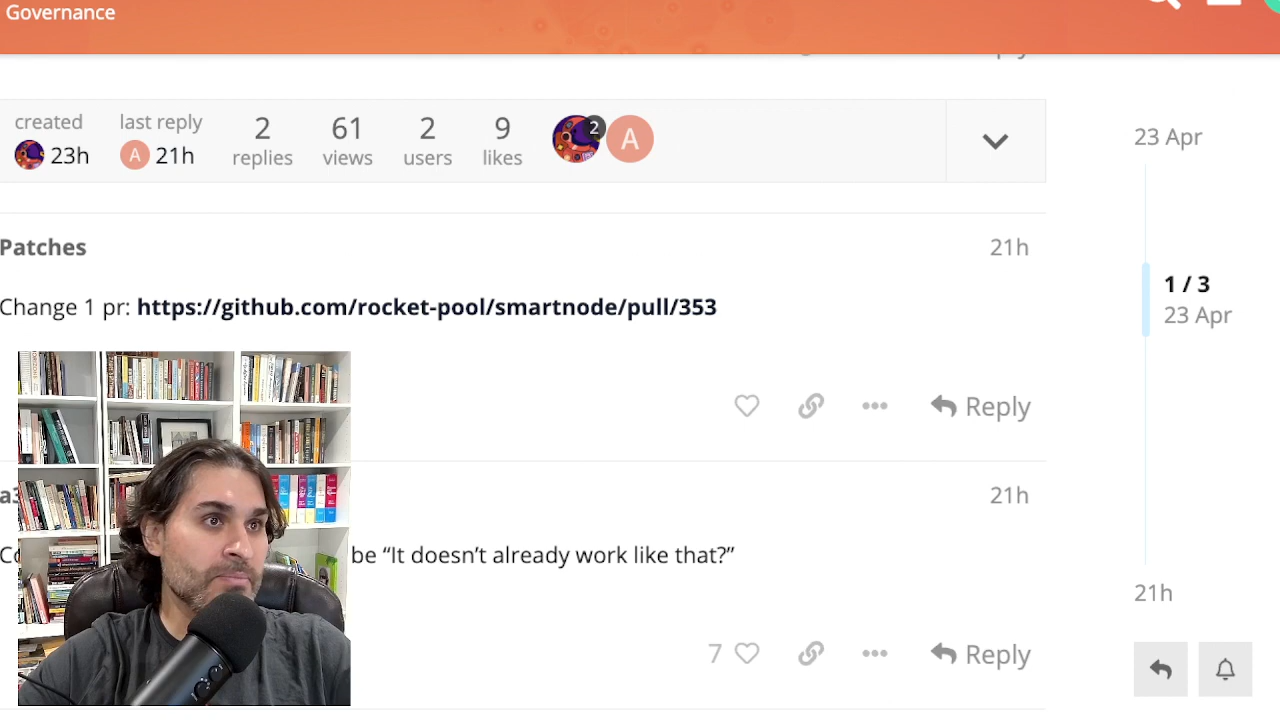 Governance
created
last reply
23h
A 21h
2
replies
61
views
2
users
9
likes
2
A
23 Apr
Patches
21h
Change 1 pr: https://github.com/rocket-pool/smartnode/pull/353
1 / 3
23 Apr
Reply
21h
be “It doesn’t already work like that?”
21h
7
Reply